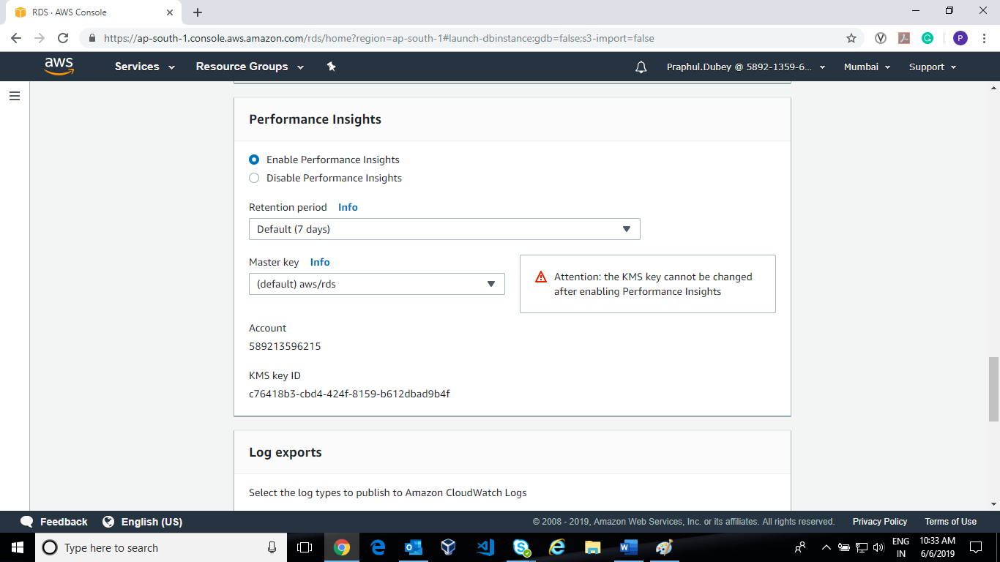 RDS · AWS Console
https://ap-south-1.console.aws.amazon.com/rds/home?region=ap-south-1#launch-dbinstance:gdb=false;s3-import=false
P
aws Services Resource Groups Praphul.Dubey @ 5892-1359-6... Mumbai Support
Performance Insights
Enable Performance Insights
Disable Performance Insights
Retention period Info
Default (7 days)
Master key Info
(default) aws/rds
Attention: the KMS key cannot be changed
after enabling Performance Insights
Account
589213596215
KMS key ID
c76418b3-cbd4-424f-8159-b612dbad9b4f
Log exports
Select the log types to publish to Amazon CloudWatch Logs
Feedback English (US) © 2008 - 2019, Amazon Web Services, Inc. or its affiliates. All rights reserved. Privacy Policy Terms of Use
Type here to search
ENG
IN
10:33 AM
6/6/2019